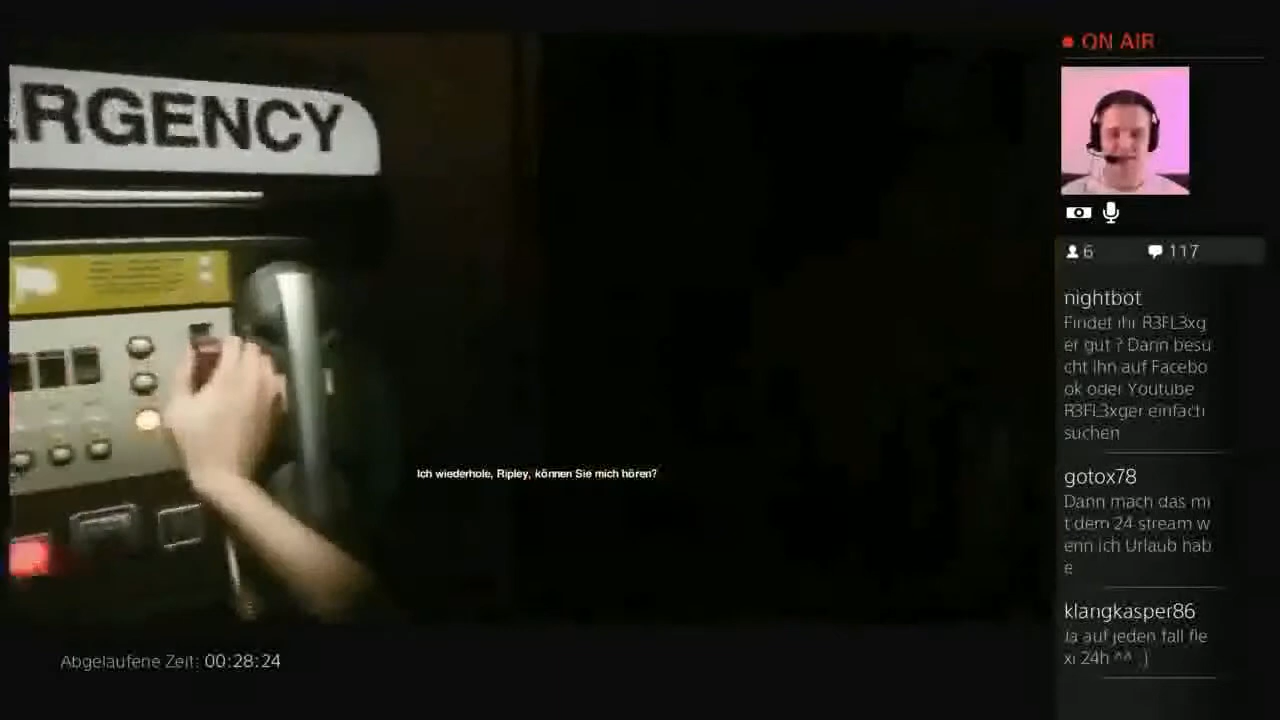 ERGENCY
Ich wiederhole, Ripley, können Sie mich hören?
Abgelaufene Zeit: 00:28:24
ON AIR
6 117
nightbot
Findet ihr R3FL3xg
er gut ? Dann besu
cht Ihn auf Facebo
ok oder Youtube
R3FL3xger einfach
suchen
gotox78
Dann mach das mi
t dem 24 stream w
enn ich Urlaub hab
e
klangkasper86
Ja auf jeden fall fle
xi 24h ^^ ;)